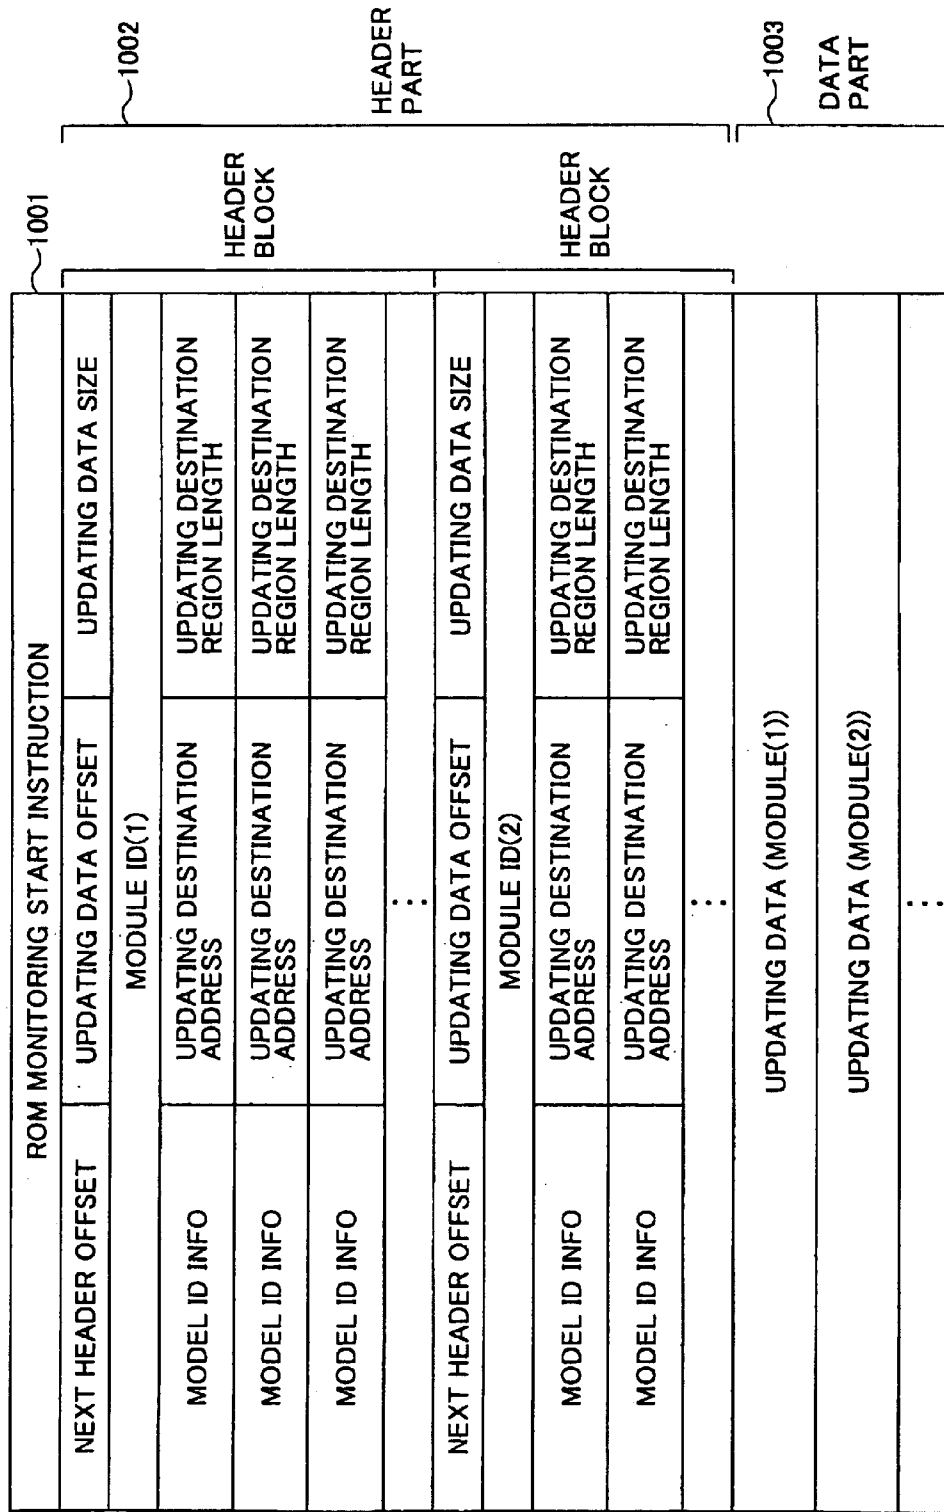 ROM MONITORING START INSTRUCTION
1001
NEXT HEADER OFFSET
UPDATING DATA OFFSET
UPDATING DATA SIZE
MODULE ID(1)
MODEL ID INFO
UPDATING DESTINATION
ADDRESS
UPDATING DESTINATION
REGION LENGTH
MODEL ID INFO
UPDATING DESTINATION
ADDRESS
UPDATING DESTINATION
REGION LENGTH
MODEL ID INFO
UPDATING DESTINATION
ADDRESS
UPDATING DESTINATION
REGION LENGTH
...
HEADER
BLOCK
NEXT HEADER OFFSET
UPDATING DATA OFFSET
UPDATING DATA SIZE
MODULE ID(2)
MODEL ID INFO
UPDATING DESTINATION
ADDRESS
UPDATING DESTINATION
REGION LENGTH
MODEL ID INFO
UPDATING DESTINATION
ADDRESS
UPDATING DESTINATION
REGION LENGTH
...
HEADER
BLOCK
1002
HEADER
PART
UPDATING DATA (MODULE(1))
UPDATING DATA (MODULE(2))
...
1003
DATA
PART